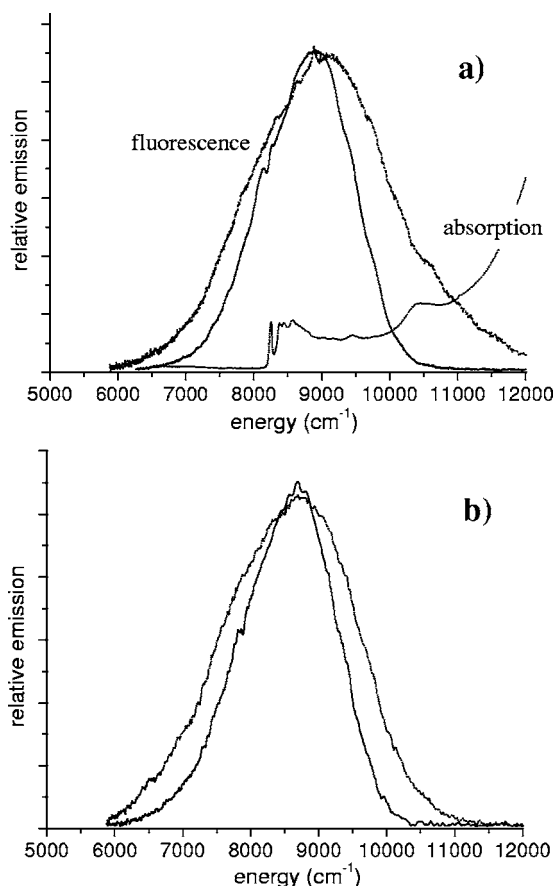 a)
fluorescence
absorption
relative emission
5000 6000 7000 8000 9000 10000 11000 12000
energy (cm⁻¹)
b)
relative emission
5000 6000 7000 8000 9000 10000 11000 12000
energy (cm⁻¹)